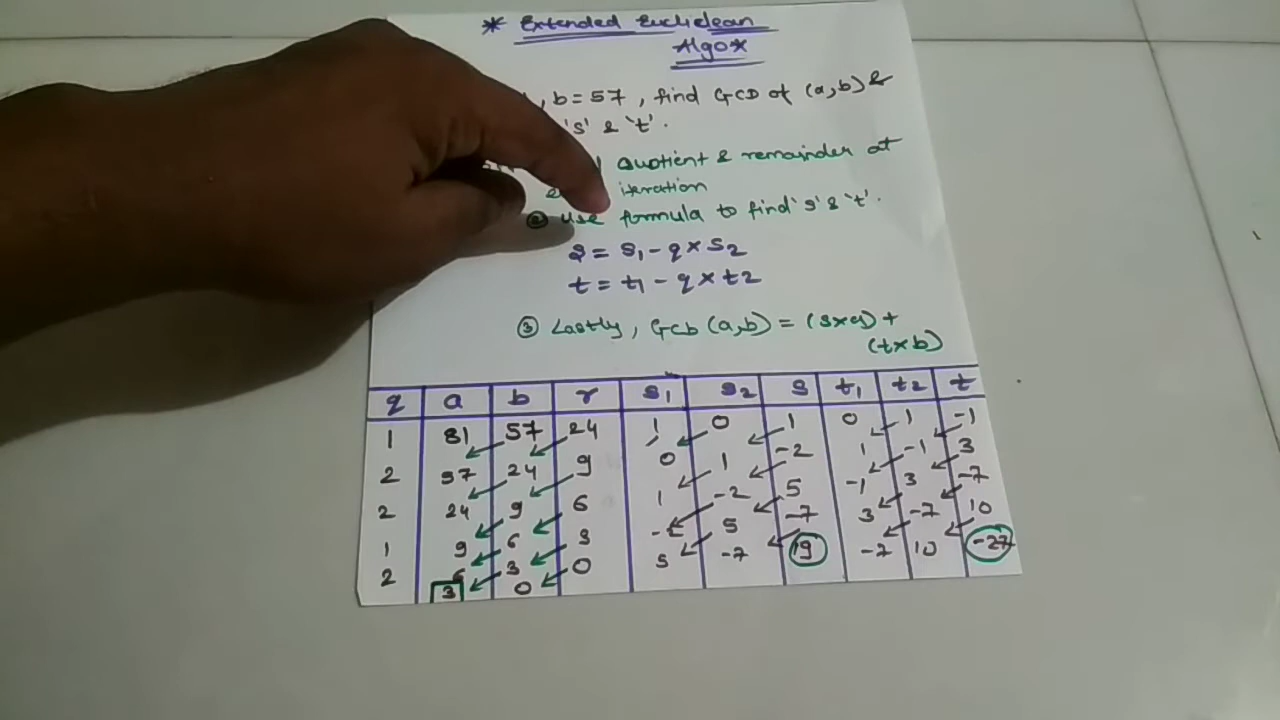 * Extended Euclidean
Algo*
, b = 57 , find GCD of (a,b) &
's' & 't'.
Quotient & remainder at
iteration
② Use formula to find 's' & 't'.
s = s1 - q x s2
t = t1 - q x t2
③ Lastly, GCD (a,b) = (s x a) +
(t x b)
q a b r s1 s2 s t1 t2 t
1 81 57 24 1 0 1 0 1 -1
2 57 24 9 0 1 -2 1 -1 3
2 24 9 6 1 -2 5 -1 3 -7
1 9 6 3 5 -7 3 -7 10
2 6 3 0 5 -7 19 -7 10 -27
3 0